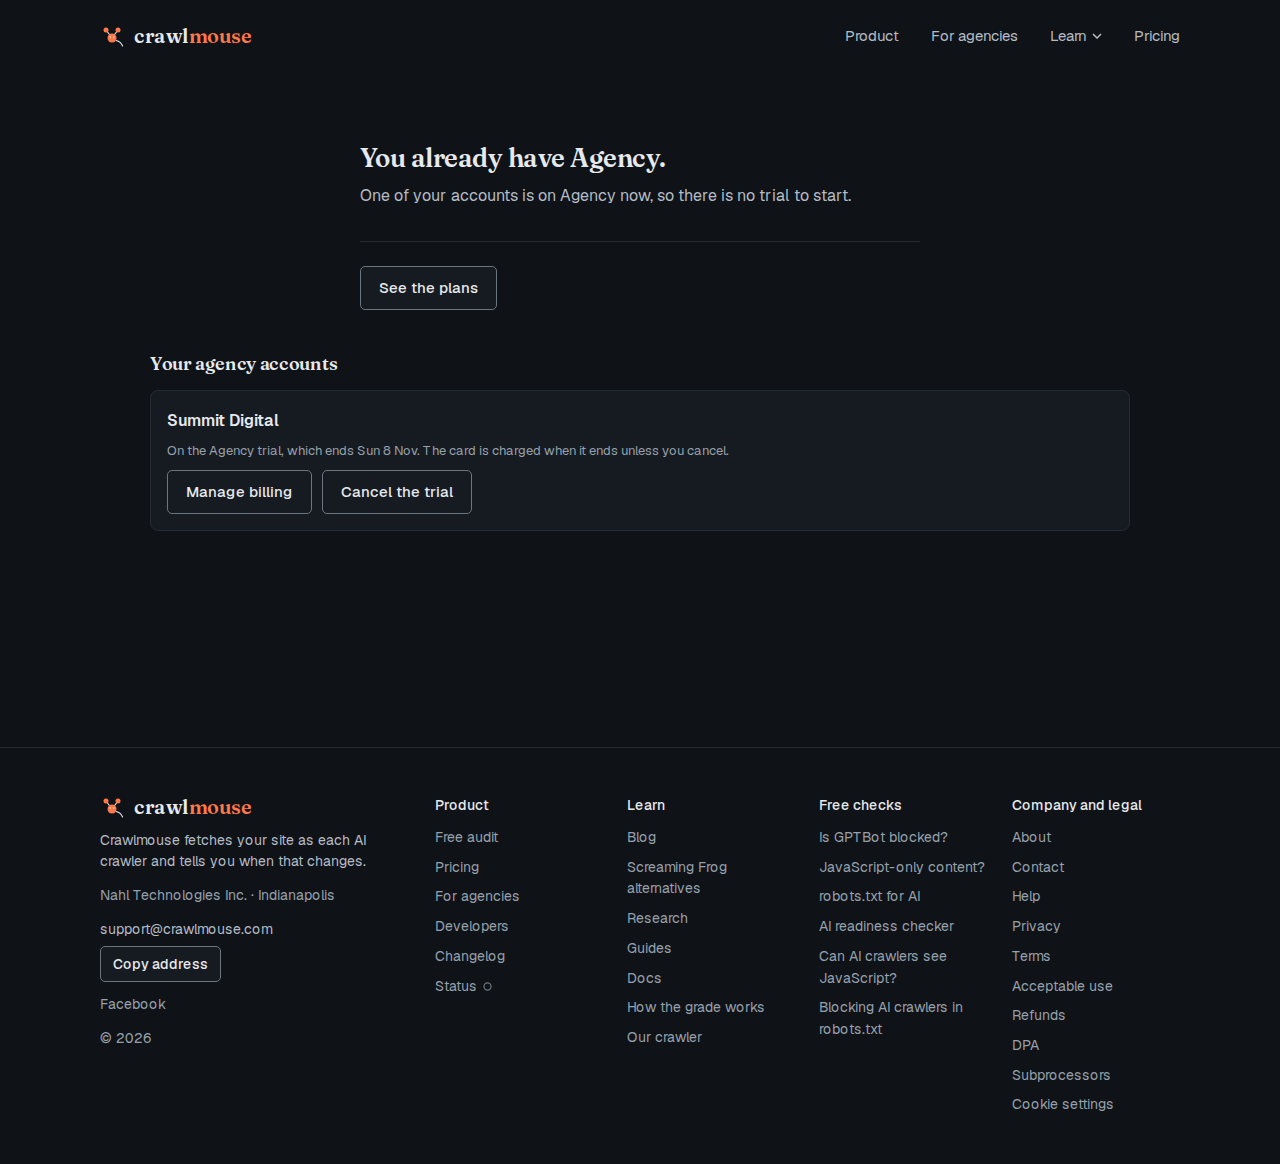 crawlmouse
Product
For agencies
Learn
Pricing
You already have Agency.
One of your accounts is on Agency now, so there is no trial to start.
See the plans
Your agency accounts
Summit Digital
On the Agency trial, which ends Sun 8 Nov. The card is charged when it ends unless you cancel.
Manage billing
Cancel the trial
crawlmouse
Crawlmouse fetches your site as each AI
crawler and tells you when that changes.
Nahl Technologies Inc. · Indianapolis
support@crawlmouse.com
Copy address
Facebook
© 2026
Product
Free audit
Pricing
For agencies
Developers
Changelog
Status
Learn
Blog
Screaming Frog
alternatives
Research
Guides
Docs
How the grade works
Our crawler
Free checks
Is GPTBot blocked?
JavaScript-only content?
robots.txt for AI
AI readiness checker
Can AI crawlers see
JavaScript?
Blocking AI crawlers in
robots.txt
Company and legal
About
Contact
Help
Privacy
Terms
Acceptable use
Refunds
DPA
Subprocessors
Cookie settings